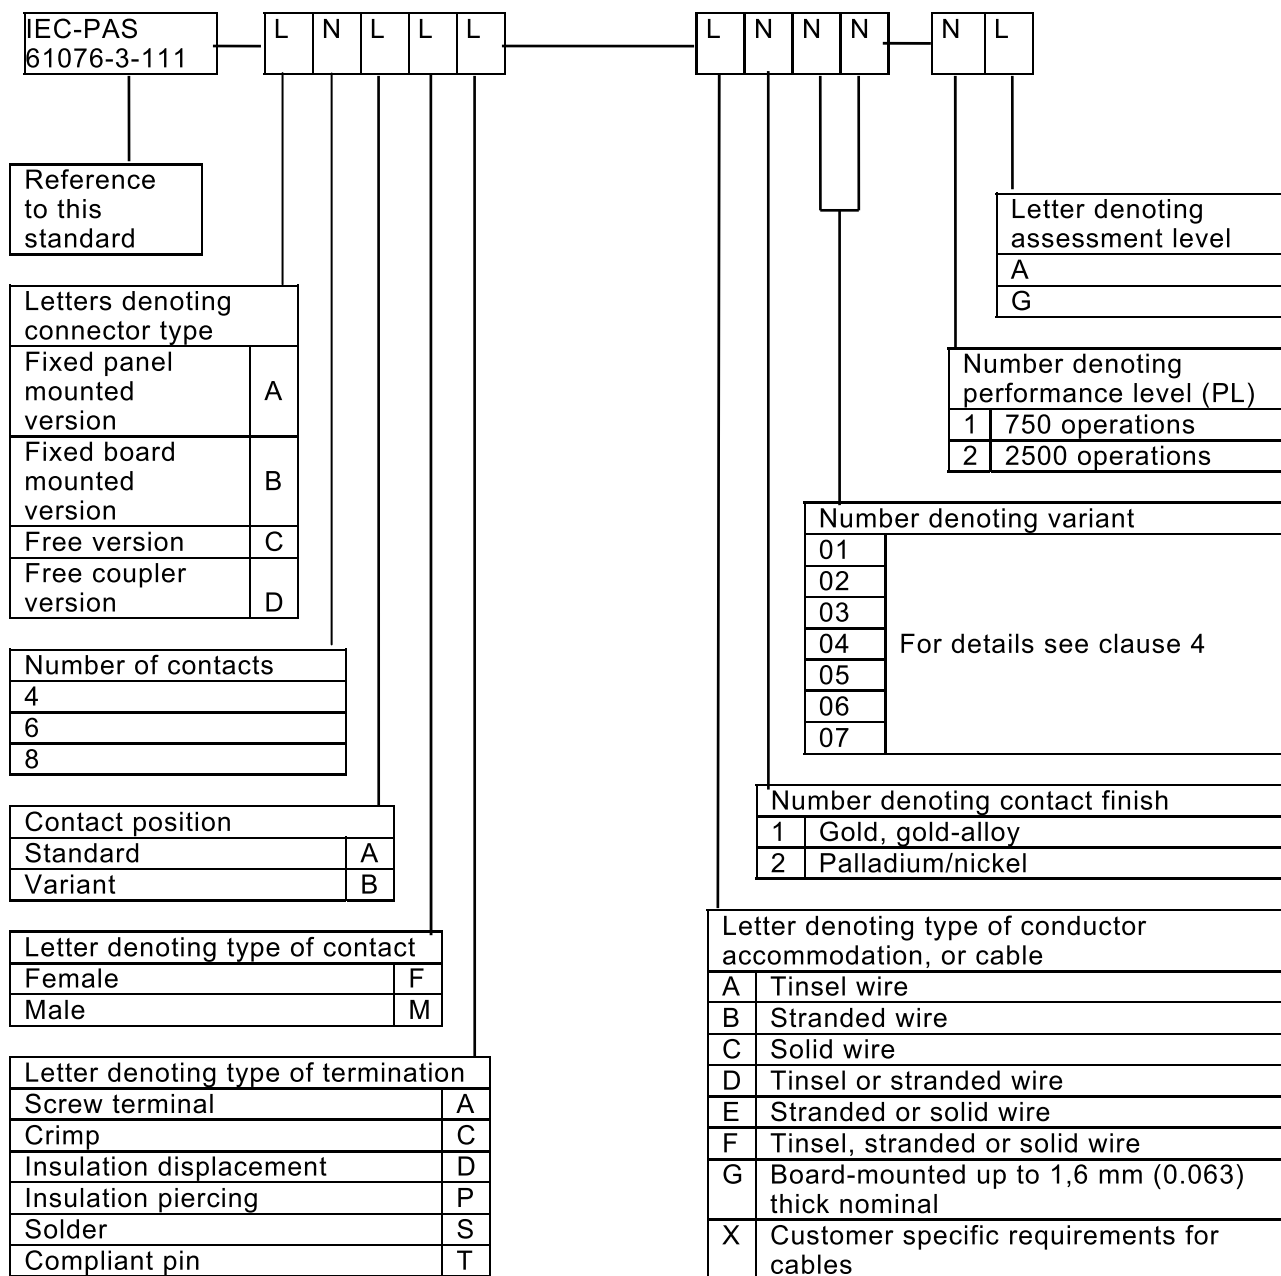 IEC-PAS
61076-3-111
L N L L L
L N N N
N L
Reference
to this
standard
Letters denoting
connector type
Fixed panel
mounted
version
A
Fixed board
mounted
version
B
Free version C
Free coupler
version D
Number of contacts
4
6
8
Contact position
Standard A
Variant B
Letter denoting type of contact
Female F
Male M
Letter denoting type of termination
Screw terminal A
Crimp C
Insulation displacement D
Insulation piercing P
Solder S
Compliant pin T
Letter denoting
assessment level
A
G
Number denoting
performance level (PL)
1 750 operations
2 2500 operations
Number denoting variant
01
02
03
04 For details see clause 4
05
06
07
Number denoting contact finish
1 Gold, gold-alloy
2 Palladium/nickel
Letter denoting type of conductor
accommodation, or cable
A Tinsel wire
B Stranded wire
C Solid wire
D Tinsel or stranded wire
E Stranded or solid wire
F Tinsel, stranded or solid wire
G Board-mounted up to 1,6 mm (0.063)
thick nominal
X Customer specific requirements for
cables